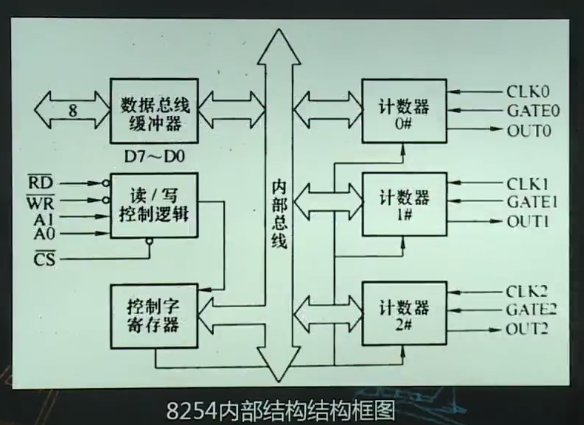 8
数据总线
缓冲器
D7～D0
RD
WR
A1
A0
CS
读/写
控制逻辑
控制字
寄存器
内部总线
计数器
0#
CLK0
GATE0
OUT0
计数器
1#
CLK1
GATE1
OUT1
计数器
2#
CLK2
GATE2
OUT2
8254内部结构结构框图